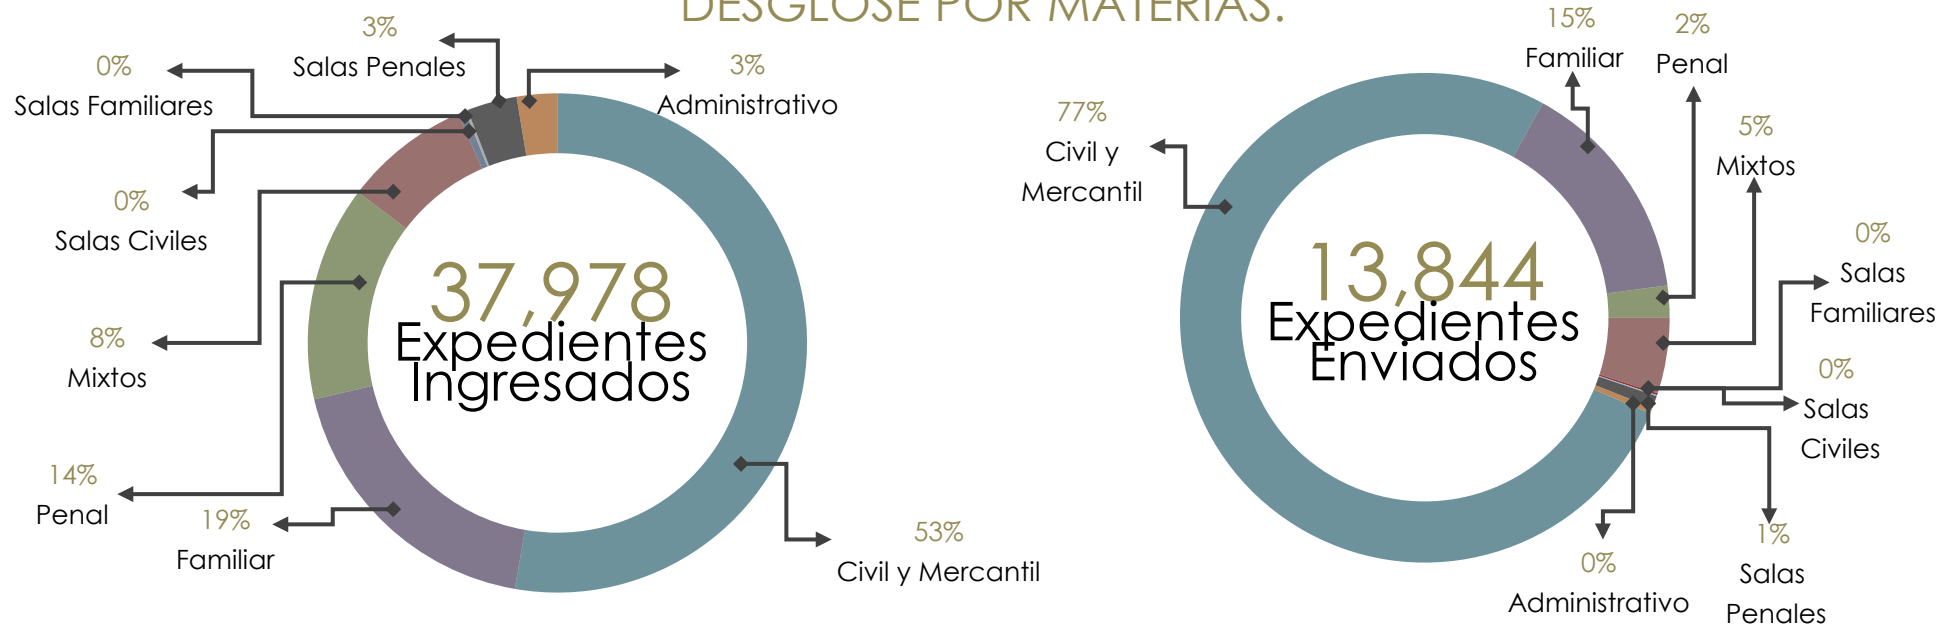 DESGLOSE POR MATERIAS:
3%
Salas Penales
0%
Salas Familiares
3%
Administrativo
0%
Salas Civiles
8%
Mixtos
14%
Penal
19%
Familiar
53%
Civil y Mercantil
37,978
Expedientes
Ingresados
77%
Civil y
Mercantil
15%
Familiar
2%
Penal
5%
Mixtos
0%
Salas
Familiares
0%
Salas
Civiles
1%
Salas
Penales
0%
Administrativo
13,844
Expedientes
Enviados